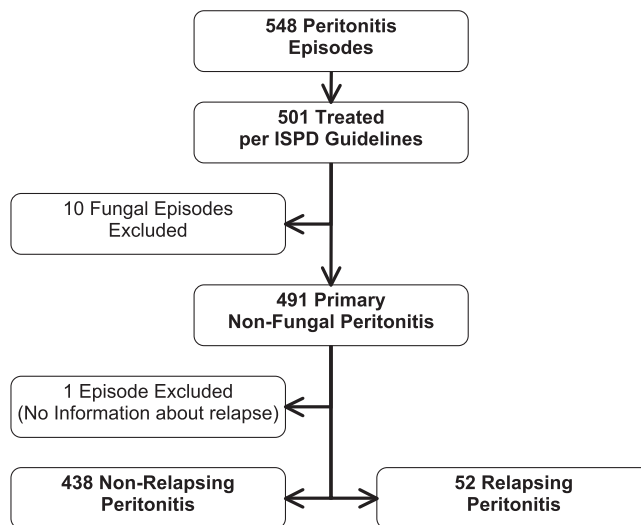 548 Peritonitis
Episodes
501 Treated
per ISPD Guidelines
10 Fungal Episodes
Excluded
491 Primary
Non-Fungal Peritonitis
1 Episode Excluded
(No Information about relapse)
438 Non-Relapsing
Peritonitis
52 Relapsing
Peritonitis